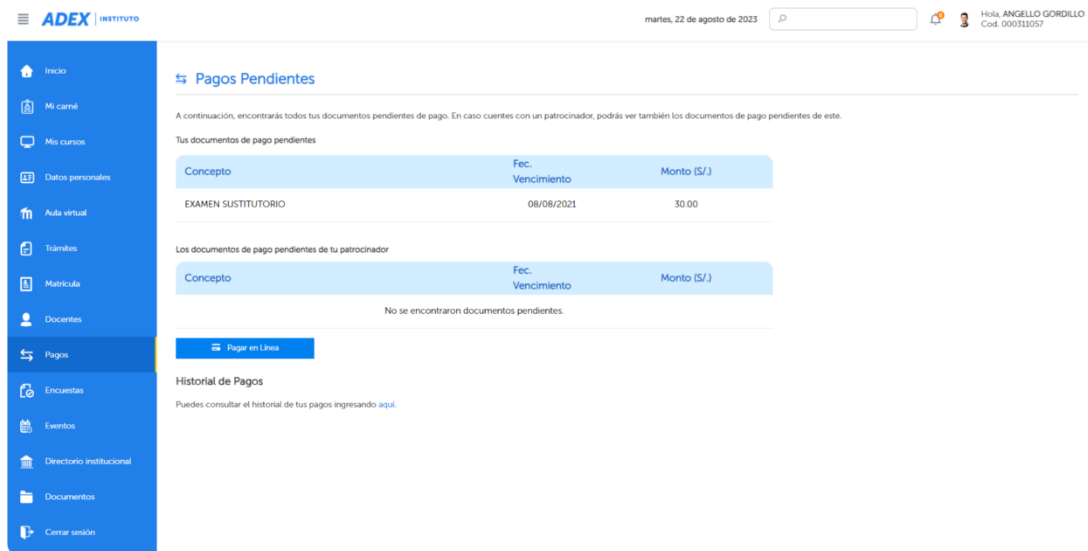 ADEX INSTITUTO
martes, 22 de agosto de 2023
Hola, ANGELLO GORDILLO
Cod. 000311057
Inicio
Mi carné
Mis cursos
Datos personales
Aula virtual
Trámites
Matrícula
Docentes
Pagos
Encuestas
Eventos
Directorio institucional
Documentos
Cerrar sesión
Pagos Pendientes
A continuación, encontrarás todos tus documentos pendientes de pago. En caso cuentes con un patrocinador, podrás ver también los documentos de pago pendientes de este.
Tus documentos de pago pendientes
Concepto Fec. Vencimiento Monto (S/.)
EXAMEN SUSTITUTORIO 08/08/2021 30.00
Los documentos de pago pendientes de tu patrocinador
Concepto Fec. Vencimiento Monto (S/.)
No se encontraron documentos pendientes.
Pagar en Línea
Historial de Pagos
Puedes consultar el historial de tus pagos ingresando aquí.